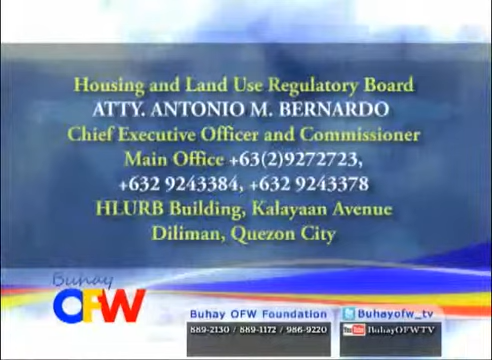 Housing and Land Use Regulatory Board
ATTY. ANTONIO M. BERNARDO
Chief Executive Officer and Commissioner
Main Office +63(2)9272723,
+632 9243384, +632 9243378
HLURB Building, Kalayaan Avenue
Diliman, Quezon City
Buhay
OFW
Buhay OFW Foundation
889-2130 / 889-1172 / 986-9220
Buhayofw_tv
You Tube BuhayOFWTV